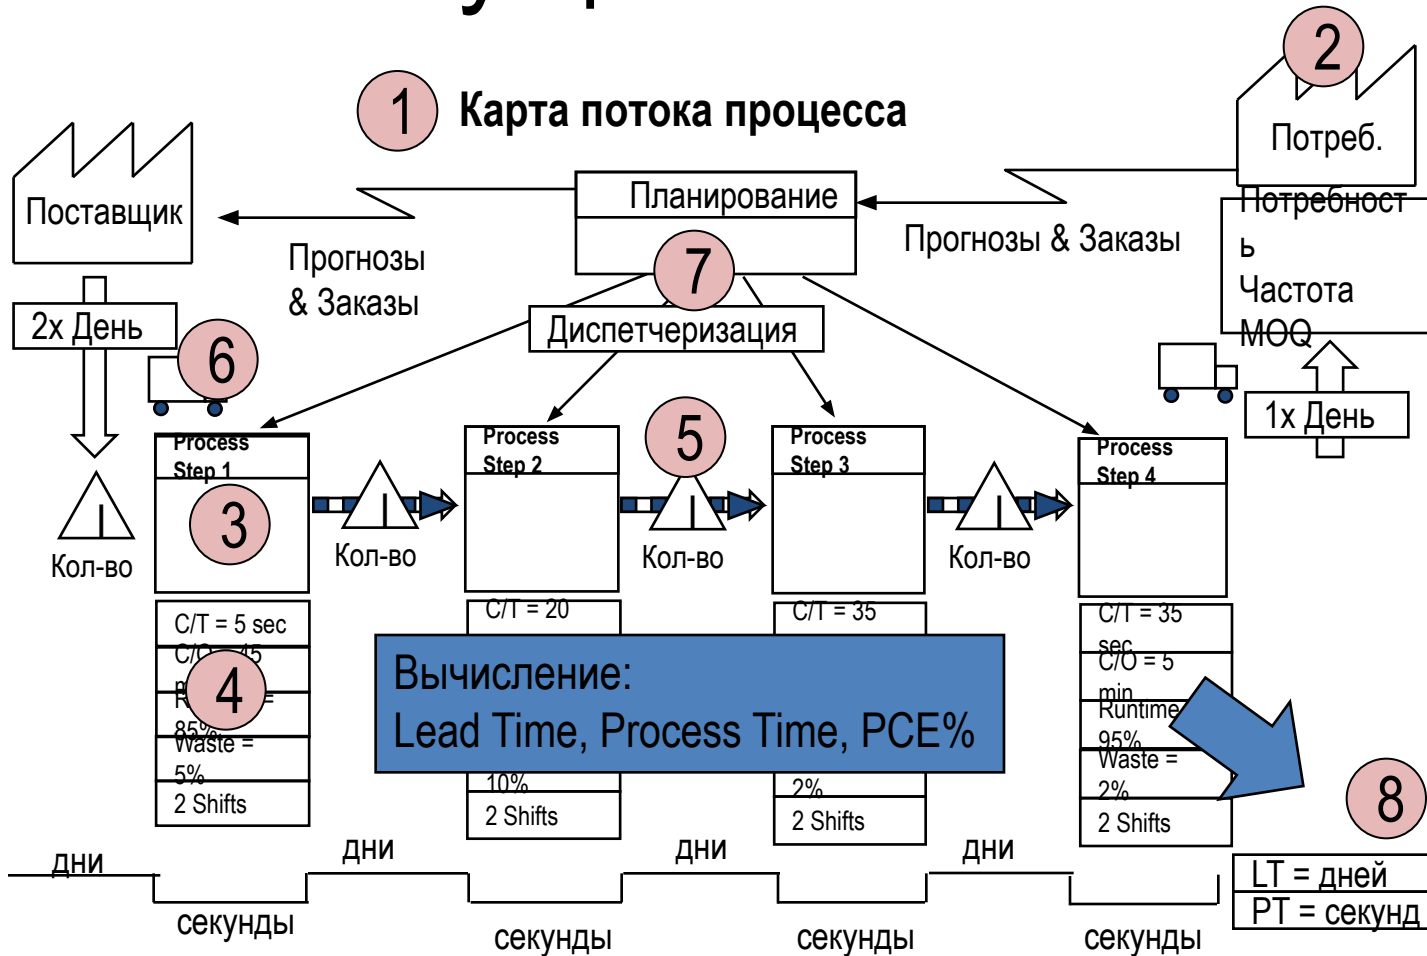 1 Карта потока процесса
2
Потреб.
Поставщик
Планирование
Потребност
ь
Частота
MOQ
Прогнозы
& Заказы
Прогнозы & Заказы
7
Диспетчеризация
2х День
6
1х День
Process
Step 1
Process
Step 2
5
Process
Step 3
Process
Step 4
3
Кол-во
Кол-во
Кол-во
Кол-во
C/T = 5 sec
C/O = 45
4
85%
Waste =
5%
2 Shifts
C/T = 20
10%
2 Shifts
C/T = 35
2%
2 Shifts
C/T = 35
sec
C/O = 5
min
Runtime
95%
Waste =
2%
2 Shifts
Вычисление:
Lead Time, Process Time, PCE%
8
дни
дни
дни
дни
секунды
секунды
секунды
секунды
LT = дней
PT = секунд